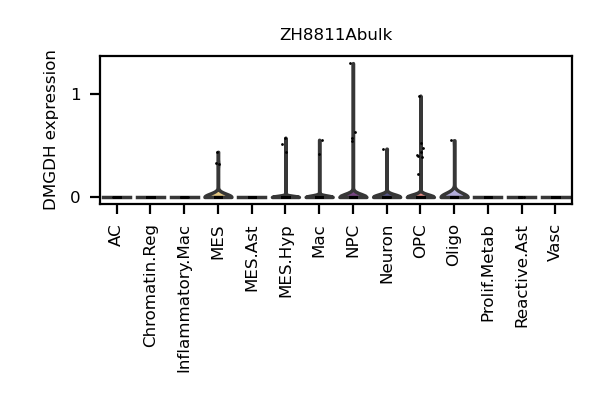 ZH8811Abulk
DMGDH expression
1
0
AC
Chromatin.Reg
Inflammatory.Mac
MES
MES.Ast
MES.Hyp
Mac
NPC
Neuron
OPC
Oligo
Prolif.Metab
Reactive.Ast
Vasc